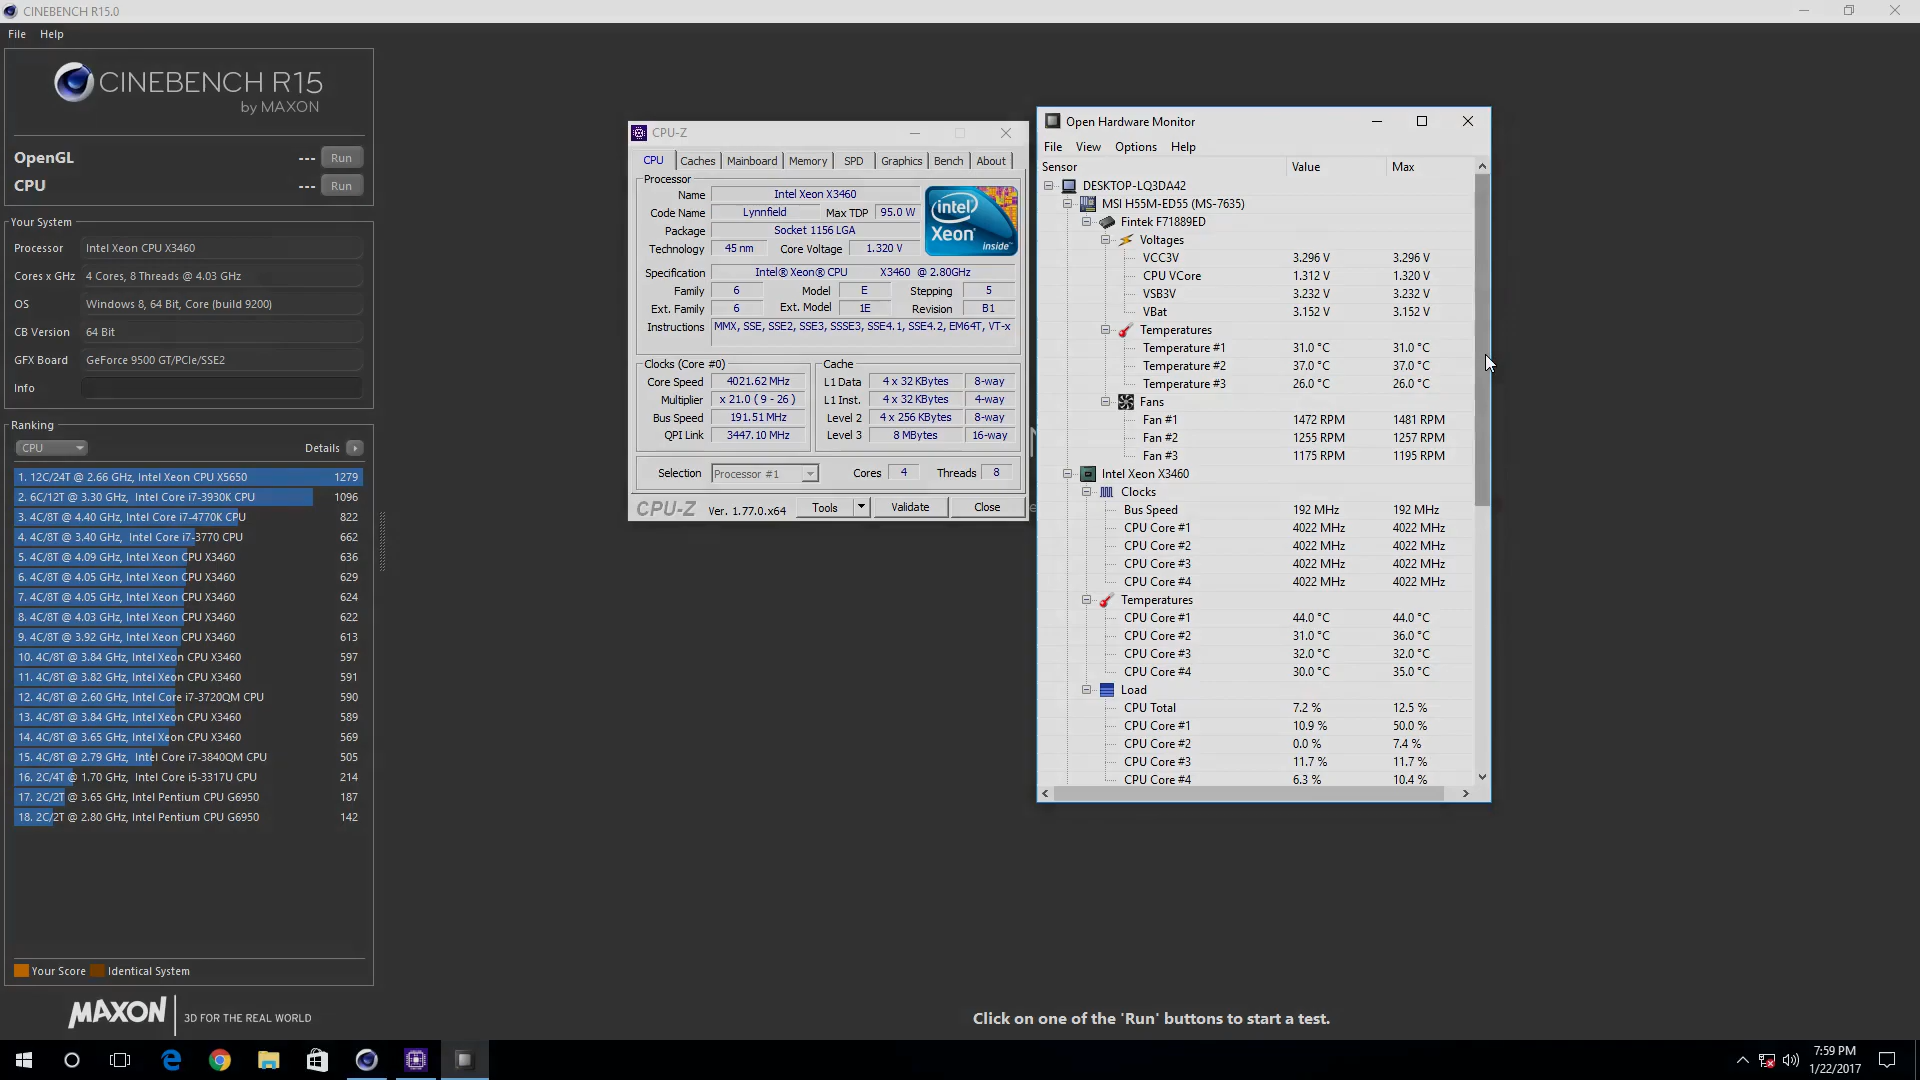 CINEBENCH R15.0
File Help
CINEBENCH R15
by MAXON
OpenGL --- Run
CPU --- Run
Your System
Processor Intel Xeon CPU X3460
Cores x GHz 4 Cores, 8 Threads @ 4.03 GHz
OS Windows 8, 64 Bit, Core (build 9200)
CB Version 64 Bit
GFX Board GeForce 9500 GT/PCIe/SSE2
Info
Ranking
CPU Details
1. 12C/24T @ 2.66 GHz, Intel Xeon CPU X5650 1279
2. 6C/12T @ 3.30 GHz, Intel Core i7-3930K CPU 1096
3. 4C/8T @ 4.40 GHz, Intel Core i7-4770K CPU 822
4. 4C/8T @ 3.40 GHz, Intel Core i7-3770 CPU 662
5. 4C/8T @ 4.09 GHz, Intel Xeon CPU X3460 636
6. 4C/8T @ 4.05 GHz, Intel Xeon CPU X3460 629
7. 4C/8T @ 4.05 GHz, Intel Xeon CPU X3460 624
8. 4C/8T @ 4.03 GHz, Intel Xeon CPU X3460 622
9. 4C/8T @ 3.92 GHz, Intel Xeon CPU X3460 613
10. 4C/8T @ 3.84 GHz, Intel Xeon CPU X3460 597
11. 4C/8T @ 3.82 GHz, Intel Xeon CPU X3460 591
12. 4C/8T @ 2.60 GHz, Intel Core i7-3720QM CPU 590
13. 4C/8T @ 3.84 GHz, Intel Xeon CPU X3460 589
14. 4C/8T @ 3.65 GHz, Intel Xeon CPU X3460 569
15. 4C/8T @ 2.79 GHz, Intel Core i7-3840QM CPU 505
16. 2C/4T @ 1.70 GHz, Intel Core i5-3317U CPU 214
17. 2C/2T @ 3.65 GHz, Intel Pentium CPU G6950 187
18. 2C/2T @ 2.80 GHz, Intel Pentium CPU G6950 142
Your Score Identical System
MAXON 3D FOR THE REAL WORLD
CPU-Z
CPU Caches Mainboard Memory SPD Graphics Bench About
Processor
Name Intel Xeon X3460
Code Name Lynnfield Max TDP 95.0 W
Package Socket 1156 LGA
Technology 45 nm Core Voltage 1.320 V
intel Xeon inside™
Specification Intel® Xeon® CPU X3460 @ 2.80GHz
Family 6 Model E Stepping 5
Ext. Family 6 Ext. Model 1E Revision B1
Instructions MMX, SSE, SSE2, SSE3, SSSE3, SSE4.1, SSE4.2, EM64T, VT-x
Clocks (Core #0)
Core Speed 4021.62 MHz
Multiplier x 21.0 ( 9 - 26 )
Bus Speed 191.51 MHz
QPI Link 3447.10 MHz
Cache
L1 Data 4 x 32 KBytes 8-way
L1 Inst. 4 x 32 KBytes 4-way
Level 2 4 x 256 KBytes 8-way
Level 3 8 MBytes 16-way
Selection Processor #1 Cores 4 Threads 8
CPU-Z Ver. 1.77.0.x64 Tools Validate Close
Open Hardware Monitor
File View Options Help
Sensor Value Max
DESKTOP-LQ3DA42
MSI H55M-ED55 (MS-7635)
Fintek F71889ED
Voltages
VCC3V 3.296 V 3.296 V
CPU VCore 1.312 V 1.320 V
VSB3V 3.232 V 3.232 V
VBat 3.152 V 3.152 V
Temperatures
Temperature #1 31.0 °C 31.0 °C
Temperature #2 37.0 °C 37.0 °C
Temperature #3 26.0 °C 26.0 °C
Fans
Fan #1 1472 RPM 1481 RPM
Fan #2 1255 RPM 1257 RPM
Fan #3 1175 RPM 1195 RPM
Intel Xeon X3460
Clocks
Bus Speed 192 MHz 192 MHz
CPU Core #1 4022 MHz 4022 MHz
CPU Core #2 4022 MHz 4022 MHz
CPU Core #3 4022 MHz 4022 MHz
CPU Core #4 4022 MHz 4022 MHz
Temperatures
CPU Core #1 44.0 °C 44.0 °C
CPU Core #2 31.0 °C 36.0 °C
CPU Core #3 32.0 °C 32.0 °C
CPU Core #4 30.0 °C 35.0 °C
Load
CPU Total 7.2 % 12.5 %
CPU Core #1 10.9 % 50.0 %
CPU Core #2 0.0 % 7.4 %
CPU Core #3 11.7 % 11.7 %
CPU Core #4 6.3 % 10.4 %
Click on one of the 'Run' buttons to start a test.
7:59 PM
1/22/2017